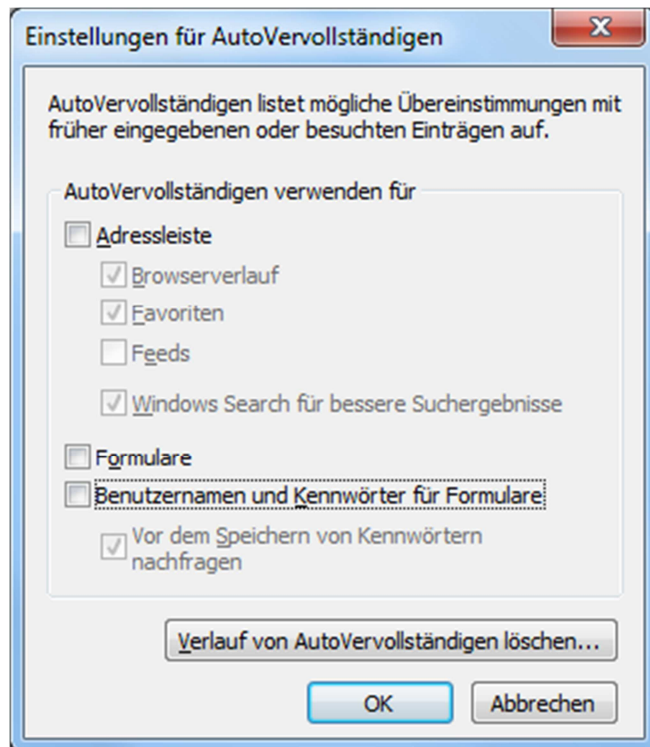 Einstellungen für AutoVervollständigen
AutoVervollständigen listet mögliche Übereinstimmungen mit
früher eingegebenen oder besuchten Einträgen auf.
AutoVervollständigen verwenden für
Adressleiste
Browserverlauf
Favoriten
Feeds
Windows Search für bessere Suchergebnisse
Formulare
Benutzernamen und Kennwörter für Formulare
Vor dem Speichern von Kennwörtern
nachfragen
Verlauf von AutoVervollständigen löschen...
OK
Abbrechen